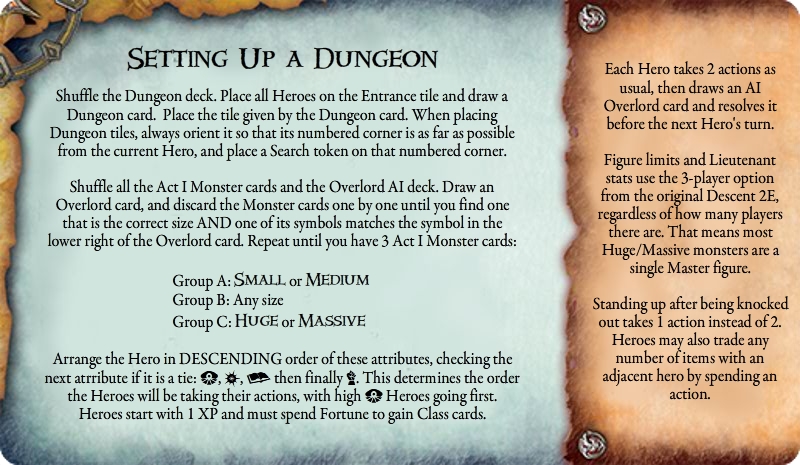 Setting Up a Dungeon
Shuffle the Dungeon deck. Place all Heroes on the Entrance tile and draw a
Dungeon card.  Place the tile given by the Dungeon card. When placing
Dungeon tiles, always orient it so that its numbered corner is as far as possible
from the current Hero, and place a Search token on that numbered corner.
Shuffle all the Act I Monster cards and the Overlord AI deck. Draw an
Overlord card, and discard the Monster cards one by one until you find one
that is the correct size AND one of its symbols matches the symbol in the
lower right of the Overlord card. Repeat until you have 3 Act I Monster cards:
Group A: Small or Medium
Group B: Any size
Group C: Huge or Massive
Arrange the Hero in DESCENDING order of these attributes, checking the
next atrribute if it is a tie: , , then finally . This determines the order
the Heroes will be taking their actions, with high Heroes going first.
Heroes start with 1 XP and must spend Fortune to gain Class cards.
Each Hero takes 2 actions as
usual, then draws an AI
Overlord card and resolves it
before the next Hero's turn.
Figure limits and Lieutenant
stats use the 3-player option
from the original Descent 2E,
regardless of how many players
there are. That means most
Huge/Massive monsters are a
single Master figure.
Standing up after being knocked
out takes 1 action instead of 2.
Heroes may also trade any
number of items with an
adjacent hero by spending an
action.